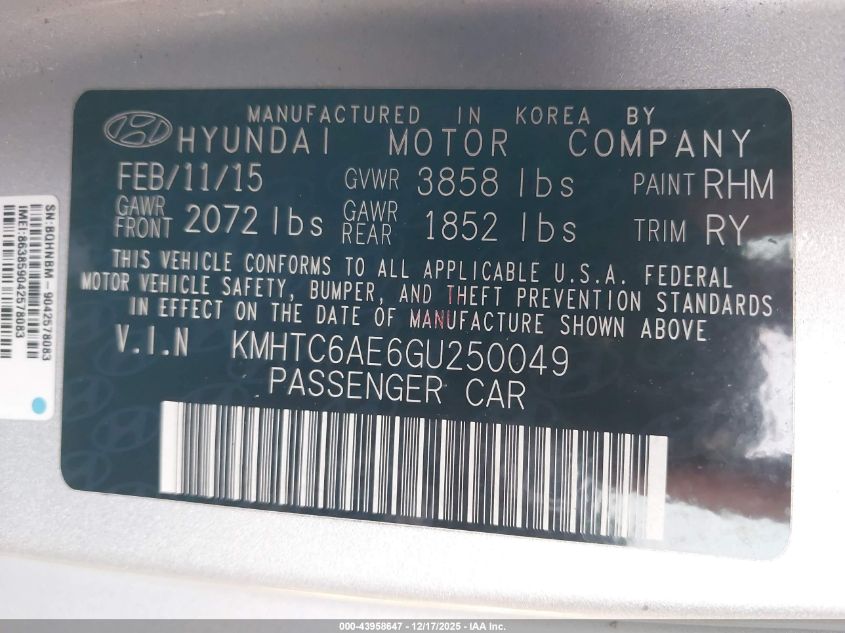 MANUFACTURED IN KOREA BY
HYUNDAI MOTOR COMPANY
FEB/11/15 GVWR 3858 lbs PAINT RHM
GAWR FRONT 2072 lbs GAWR REAR 1852 lbs TRIM RY
THIS VEHICLE CONFORMS TO ALL APPLICABLE U.S.A. FEDERAL
MOTOR VEHICLE SAFETY, BUMPER, AND THEFT PREVENTION STANDARDS
IN EFFECT ON THE DATE OF MANUFACTURE SHOWN ABOVE
V.I.N KMHTC6AE6GU250049
PASSENGER CAR
SN:BOHNBM-9042578083
IMEI:863859042578083
000-43958647 - 12/17/2025 - IAA Inc.